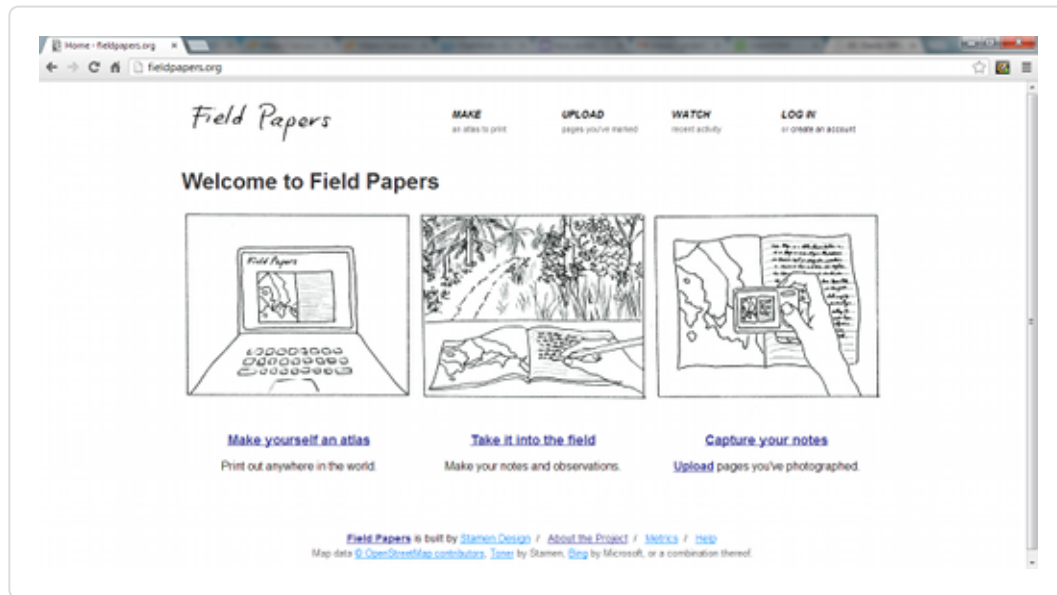 Home - fieldpapers.org
fieldpapers.org
Field Papers
MAKE
an atlas to print
UPLOAD
pages you've marked
WATCH
recent activity
LOG IN
or create an account
Welcome to Field Papers
Field Papers
Make yourself an atlas
Take it into the field
Capture your notes
Print out anywhere in the world.
Make your notes and observations.
Upload pages you've photographed.
Field Papers is built by Stamen Design / About the Project / Metrics / Help
Map data © OpenStreetMap contributors, Toner by Stamen, Bing by Microsoft, or a combination thereof.